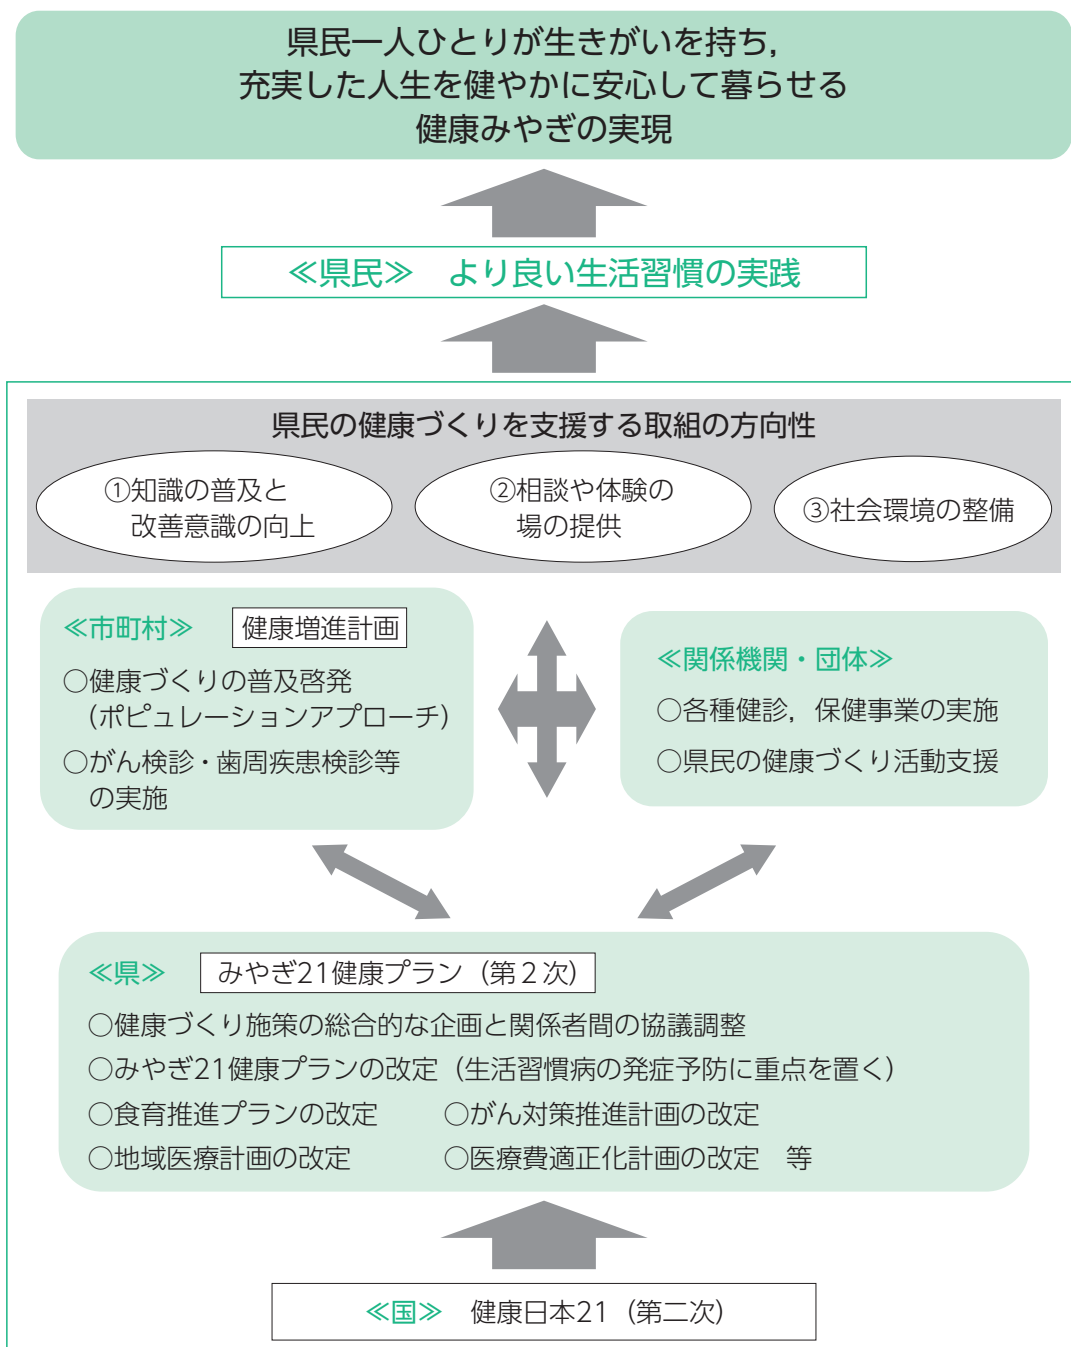 県民一人ひとりが生きがいを持ち，
充実した人生を健やかに安心して暮らせる
健康みやぎの実現
≪県民≫　より良い生活習慣の実践
県民の健康づくりを支援する取組の方向性
①知識の普及と
改善意識の向上
②相談や体験の
場の提供
③社会環境の整備
≪市町村≫　健康増進計画
○健康づくりの普及啓発
（ポピュレーションアプローチ）
○がん検診・歯周疾患検診等
の実施
≪関係機関・団体≫
○各種健診，保健事業の実施
○県民の健康づくり活動支援
≪県≫　みやぎ21健康プラン（第２次）
○健康づくり施策の総合的な企画と関係者間の協議調整
○みやぎ21健康プランの改定（生活習慣病の発症予防に重点を置く）
○食育推進プランの改定　○がん対策推進計画の改定
○地域医療計画の改定　○医療費適正化計画の改定　等
≪国≫　健康日本21（第二次）